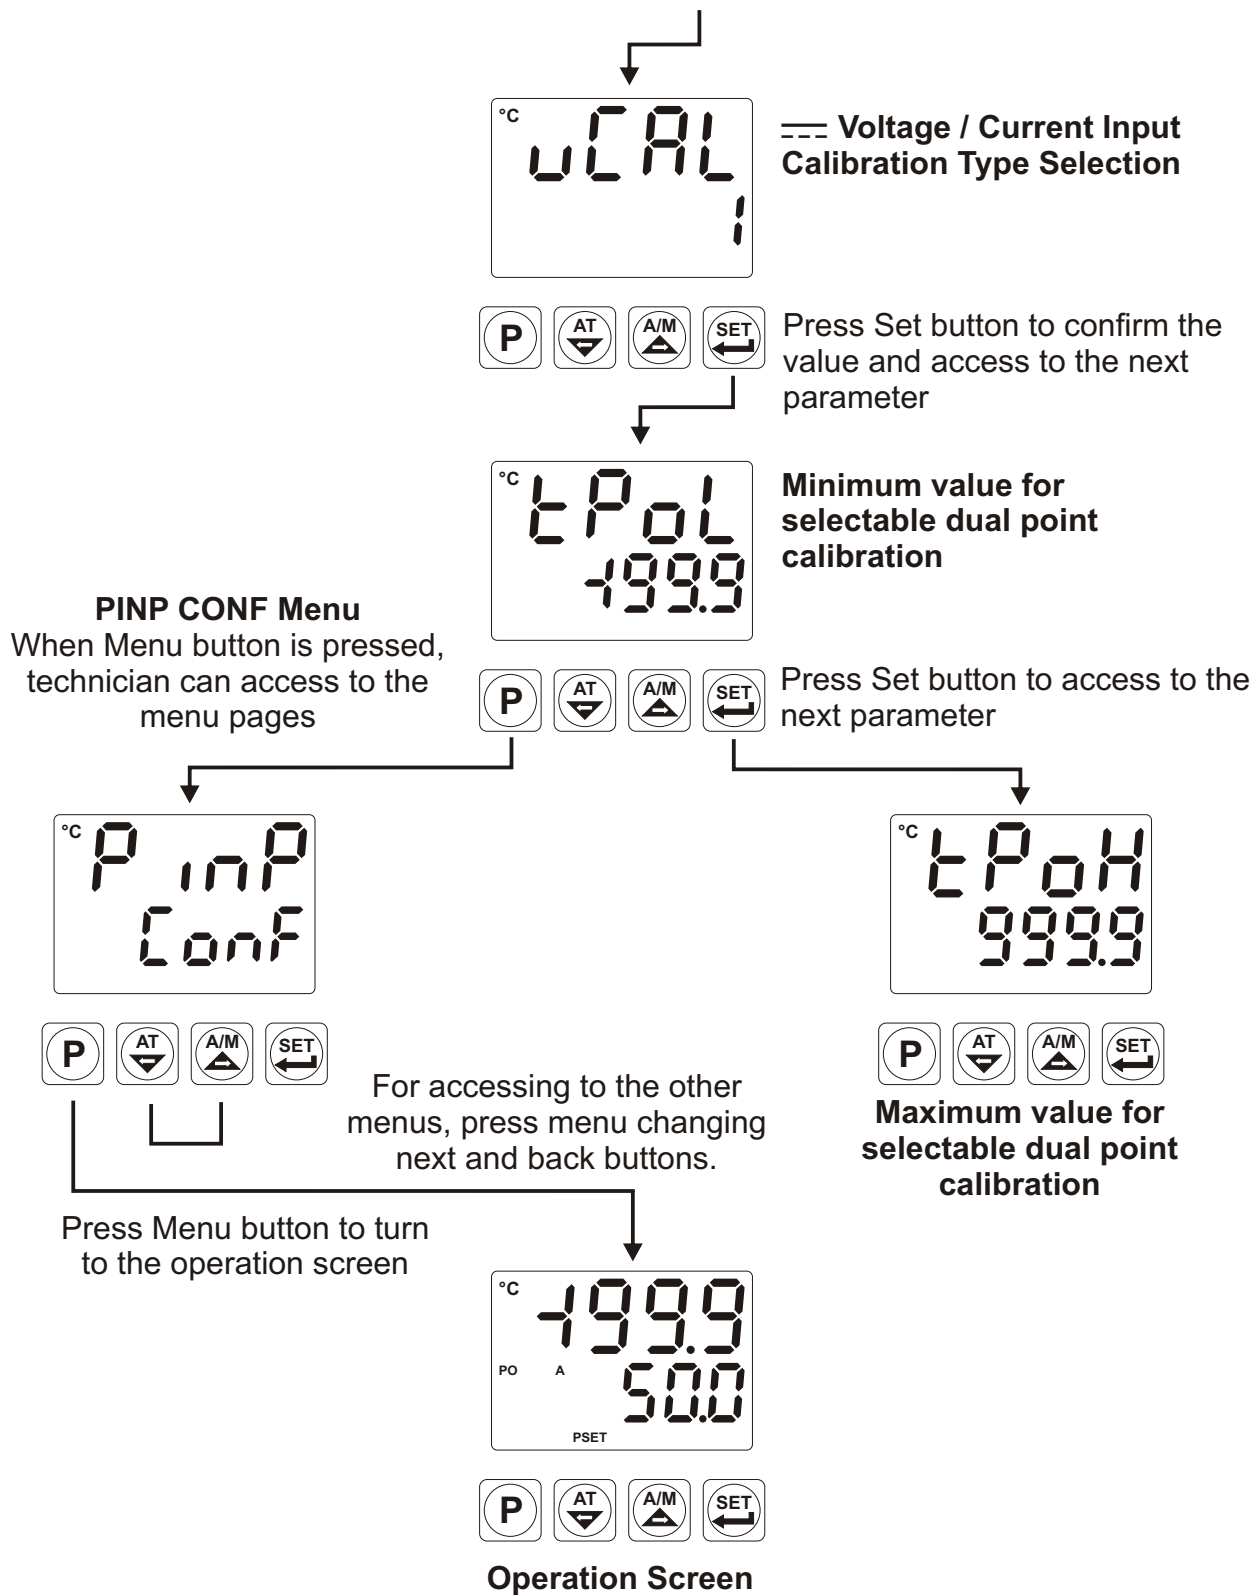 °C
uCAL
1
Voltage / Current Input
Calibration Type Selection
P AT A/M SET
Press Set button to confirm the
value and access to the next
parameter
°C
tPoL
-199.9
Minimum value for
selectable dual point
calibration
P AT A/M SET
Press Set button to access to the
next parameter
PINP CONF Menu
When Menu button is pressed,
technician can access to the
menu pages
°C
PinP
ConF
P AT A/M SET
°C
tPoH
999.9
P AT A/M SET
Maximum value for
selectable dual point
calibration
For accessing to the other
menus, press menu changing
next and back buttons.
Press Menu button to turn
to the operation screen
°C
-199.9
PO A
50.0
PSET
P AT A/M SET
Operation Screen